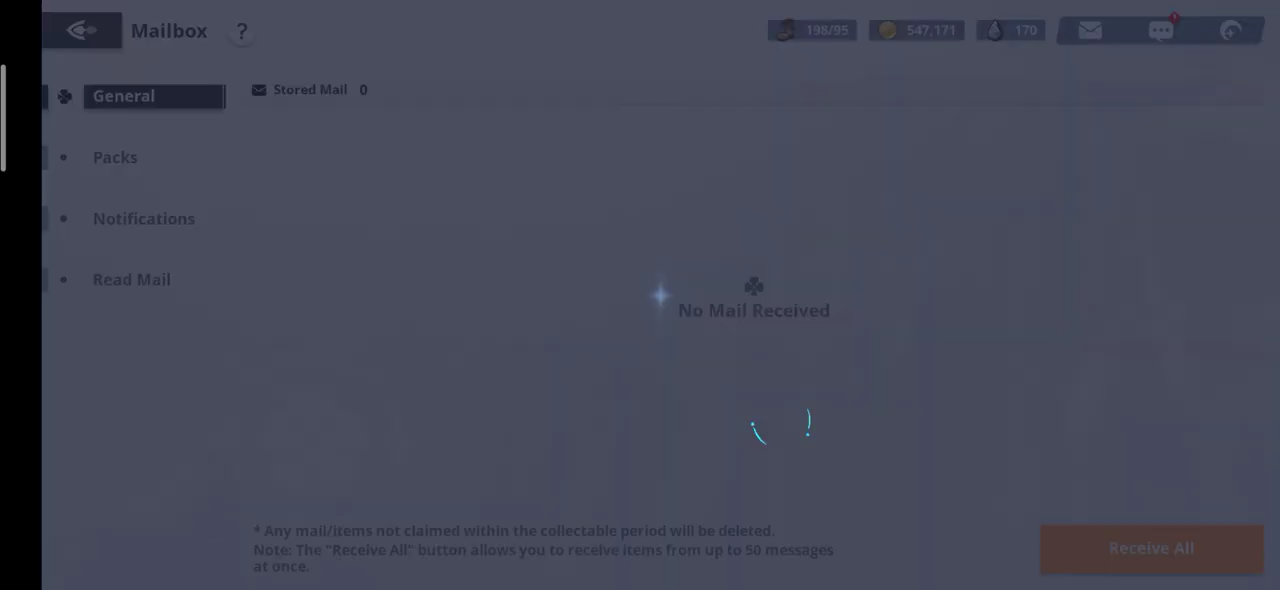 Mailbox ? 198/95 547,171 170
General
Stored Mail 0
Packs
Notifications
Read Mail
No Mail Received
* Any mail/items not claimed within the collectable period will be deleted.
Note: The "Receive All" button allows you to receive items from up to 50 messages
at once.
Receive All